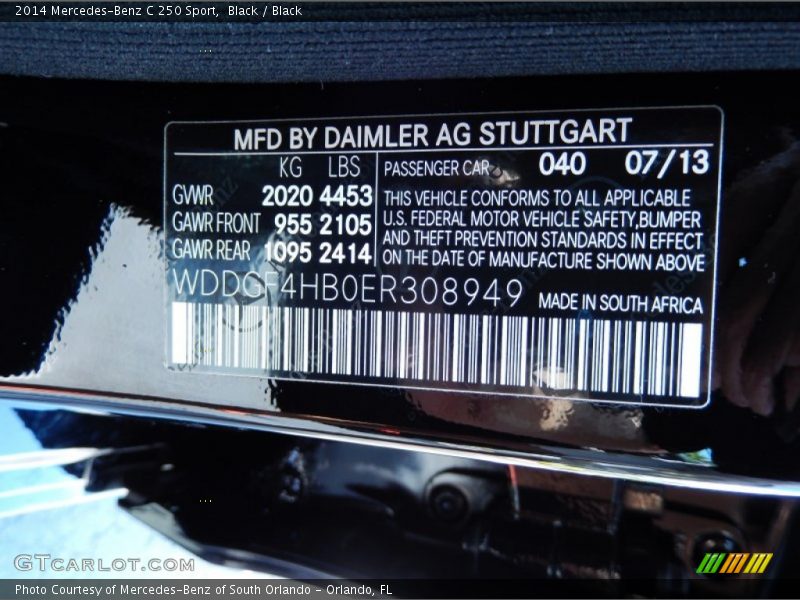 2014 Mercedes-Benz C 250 Sport,  Black / Black
MFD BY DAIMLER AG STUTTGART
KG LBS
GWR 2020 4453
GAWR FRONT 955 2105
GAWR REAR 1095 2414
PASSENGER CAR 040 07/13
THIS VEHICLE CONFORMS TO ALL APPLICABLE
U.S. FEDERAL MOTOR VEHICLE SAFETY,BUMPER
AND THEFT PREVENTION STANDARDS IN EFFECT
ON THE DATE OF MANUFACTURE SHOWN ABOVE
WDDGF4HB0ER308949 MADE IN SOUTH AFRICA
GTCARLOT.COM
Photo Courtesy of Mercedes-Benz of South Orlando - Orlando, FL